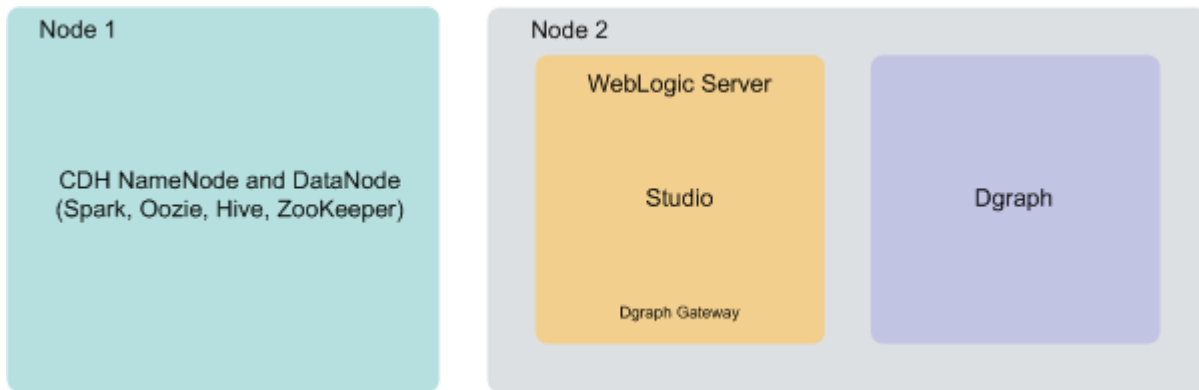 Node 1
CDH NameNode and DataNode
(Spark, Oozie, Hive, ZooKeeper)
Node 2
WebLogic Server
Studio
Dgraph Gateway
Dgraph